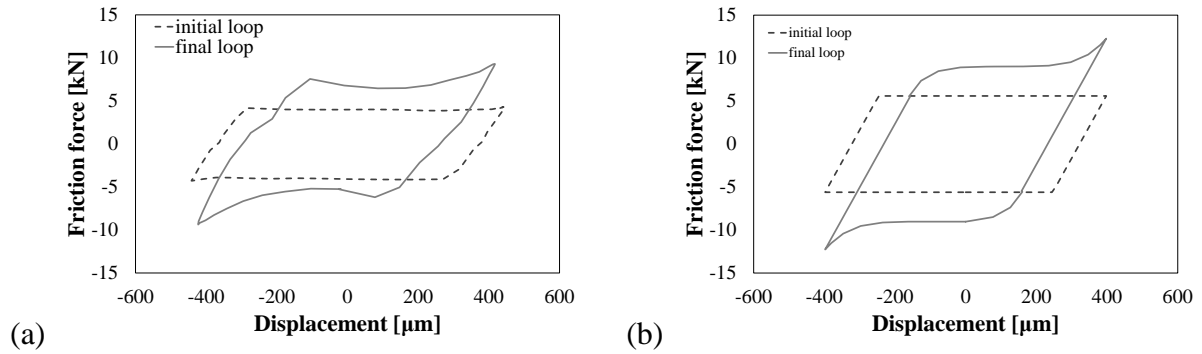 initial loop
final loop
15
10
5
0
-5
-10
-15
Friction force [kN]
-600 -400 -200 0 200 400 600
Displacement [μm]
(a)
initial loop
final loop
15
10
5
0
-5
-10
-15
Friction force [kN]
-600 -400 -200 0 200 400 600
Displacement [μm]
(b)